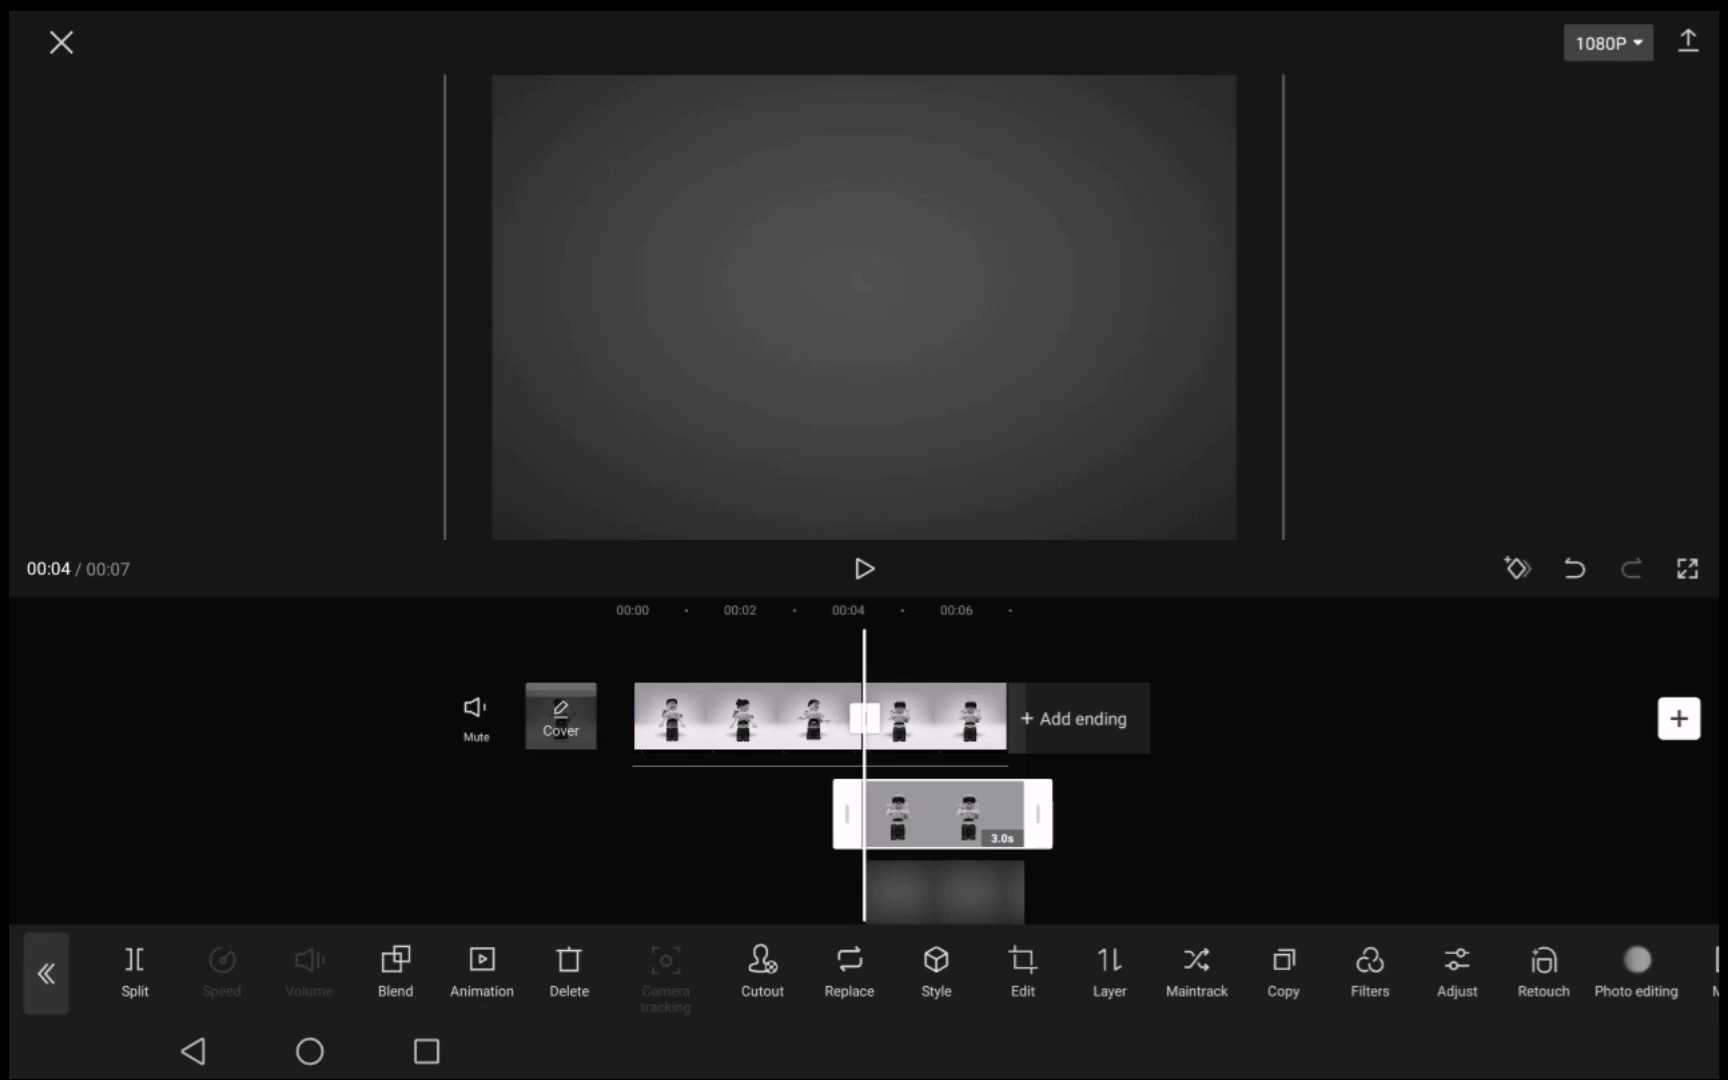 1080P
00:04 / 00:07
00:00
00:02
00:04
00:06
Mute
Cover
+ Add ending
3.0s
Split
Speed
Volume
Blend
Animation
Delete
Camera
tracking
Cutout
Replace
Style
Edit
Layer
Maintrack
Copy
Filters
Adjust
Retouch
Photo editing